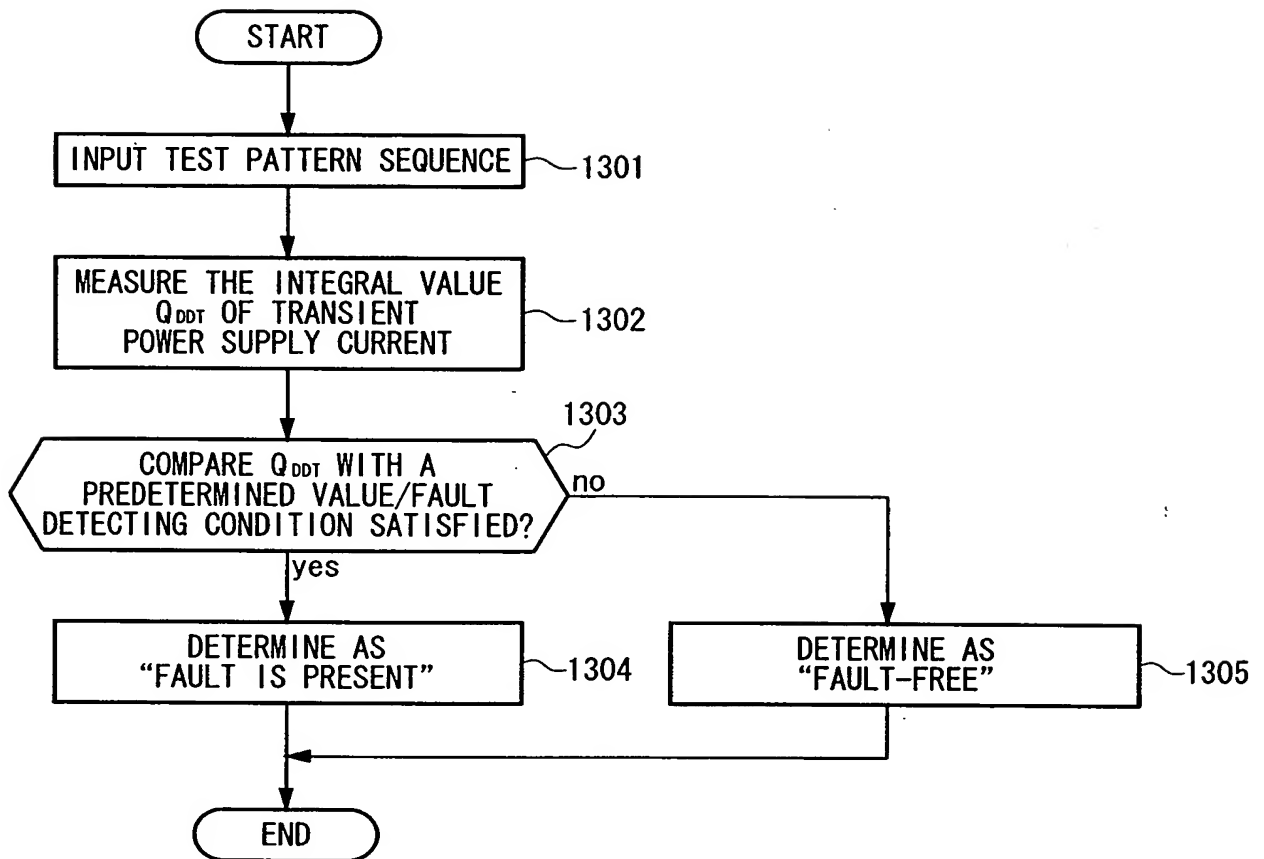 START
INPUT TEST PATTERN SEQUENCE
1301
MEASURE THE INTEGRAL VALUE
QDDT OF TRANSIENT
POWER SUPPLY CURRENT
1302
1303
COMPARE QDDT WITH A
PREDETERMINED VALUE/FAULT
DETECTING CONDITION SATISFIED?
no
yes
DETERMINE AS
“FAULT IS PRESENT”
1304
DETERMINE AS
“FAULT-FREE”
1305
END